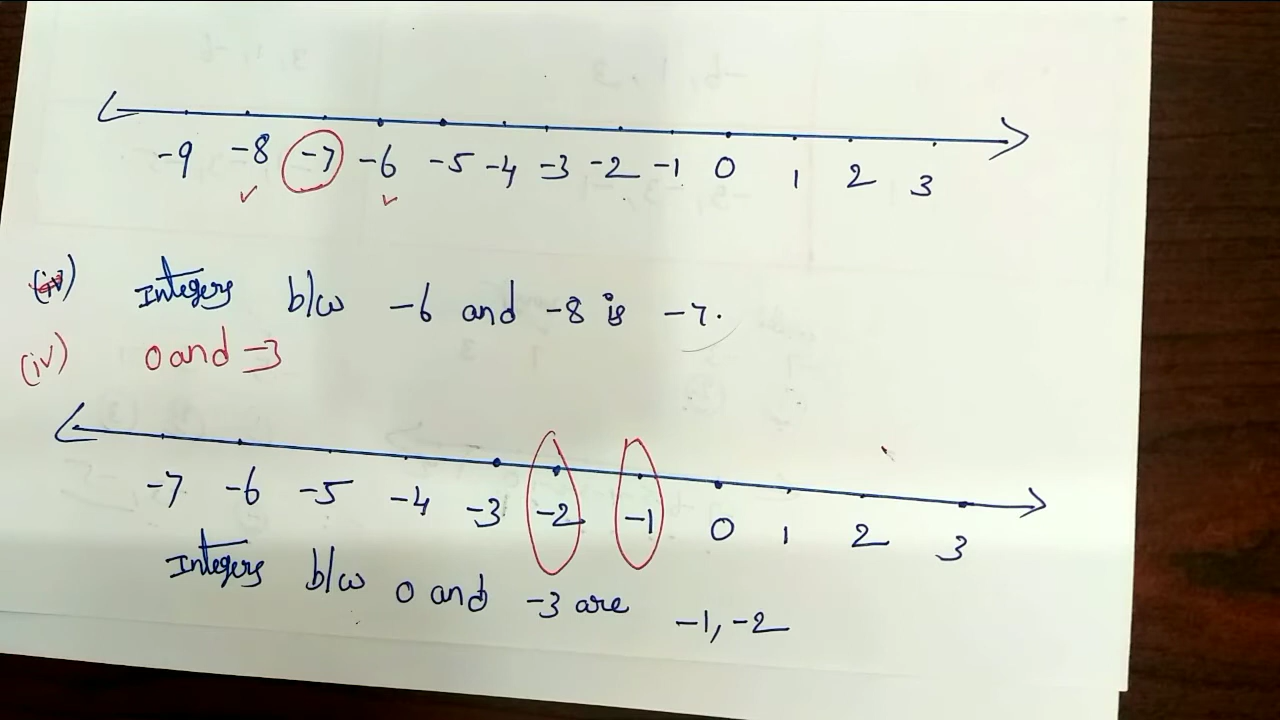 -9 -8 -7 -6 -5 -4 -3 -2 -1 0 1 2 3
(iv) Integers b/w -6 and -8 is -7.
(iv) 0 and -3
-7 -6 -5 -4 -3 -2 -1 0 1 2 3
Integers b/w 0 and -3 are -1, -2